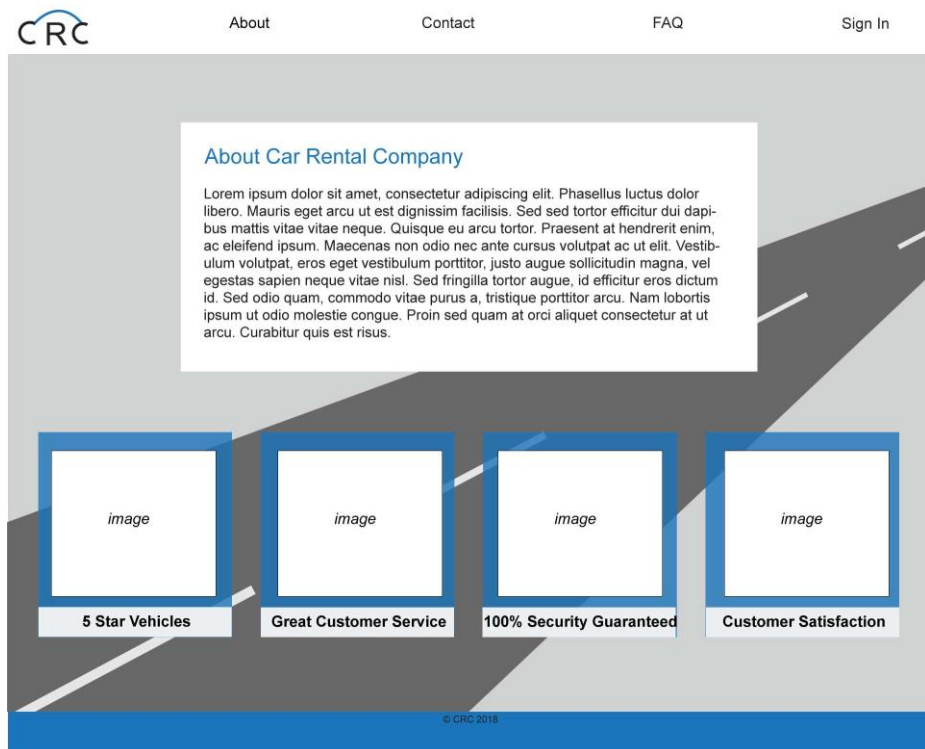 CRC
About
Contact
FAQ
Sign In
About Car Rental Company
Lorem ipsum dolor sit amet, consectetur adipiscing elit. Phasellus luctus dolor
libero. Mauris eget arcu ut est dignissim facilisis. Sed sed tortor efficitur dui dapi-
bus mattis vitae vitae neque. Quisque eu arcu tortor. Praesent at hendrerit enim,
ac eleifend ipsum. Maecenas non odio nec ante cursus volutpat ac ut elit. Vestib-
ulum volutpat, eros eget vestibulum porttitor, justo augue sollicitudin magna, vel
egestas sapien neque vitae nisl. Sed fringilla tortor augue, id efficitur eros dictum
id. Sed odio quam, commodo vitae purus a, tristique porttitor arcu. Nam lobortis
ipsum ut odio molestie congue. Proin sed quam at orci aliquet consectetur at ut
arcu. Curabitur quis est risus.
image
image
image
image
5 Star Vehicles
Great Customer Service
100% Security Guaranteed
Customer Satisfaction
© CRC 2018